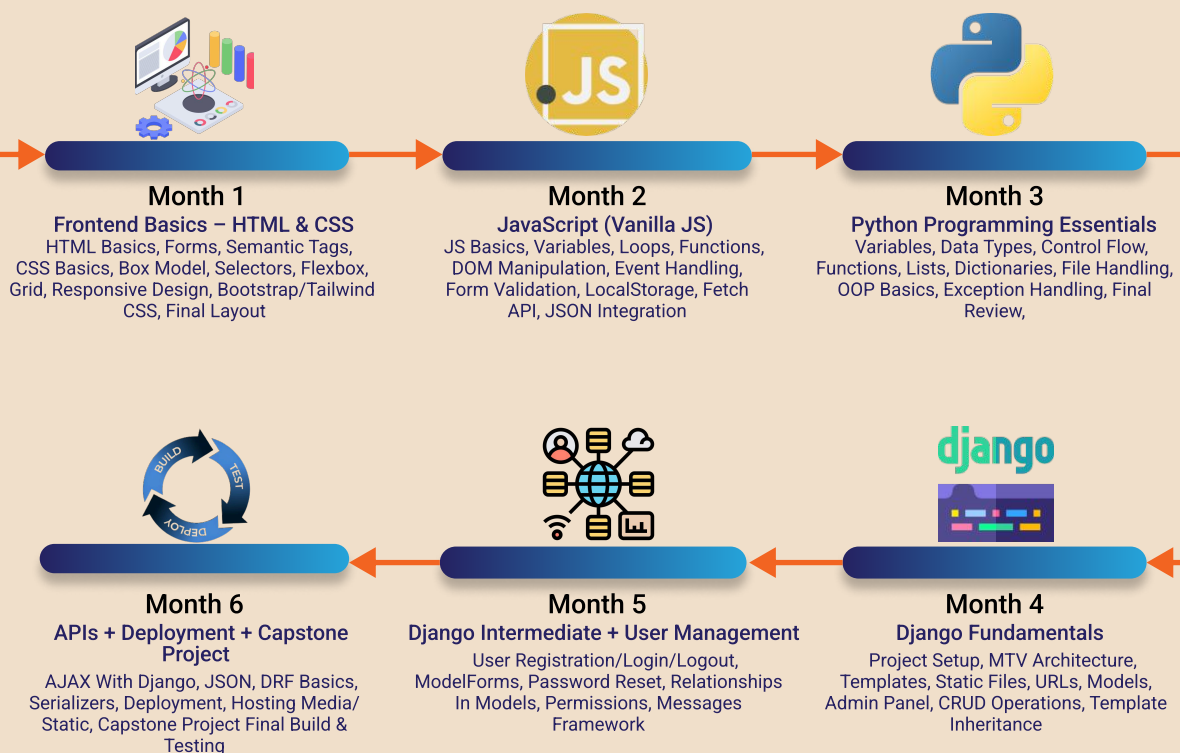 JS
Month 1
Frontend Basics – HTML & CSS
HTML Basics, Forms, Semantic Tags,
CSS Basics, Box Model, Selectors, Flexbox,
Grid, Responsive Design, Bootstrap/Tailwind
CSS, Final Layout
Month 2
JavaScript (Vanilla JS)
JS Basics, Variables, Loops, Functions,
DOM Manipulation, Event Handling,
Form Validation, LocalStorage, Fetch
API, JSON Integration
Month 3
Python Programming Essentials
Variables, Data Types, Control Flow,
Functions, Lists, Dictionaries, File Handling,
OOP Basics, Exception Handling, Final
Review,
django
Month 4
Django Fundamentals
Project Setup, MTV Architecture,
Templates, Static Files, URLs, Models,
Admin Panel, CRUD Operations, Template
Inheritance
Month 5
Django Intermediate + User Management
User Registration/Login/Logout,
ModelForms, Password Reset, Relationships
In Models, Permissions, Messages
Framework
BUILD
TEST
DEPLOY
Month 6
APIs + Deployment + Capstone
Project
AJAX With Django, JSON, DRF Basics,
Serializers, Deployment, Hosting Media/
Static, Capstone Project Final Build &
Testing